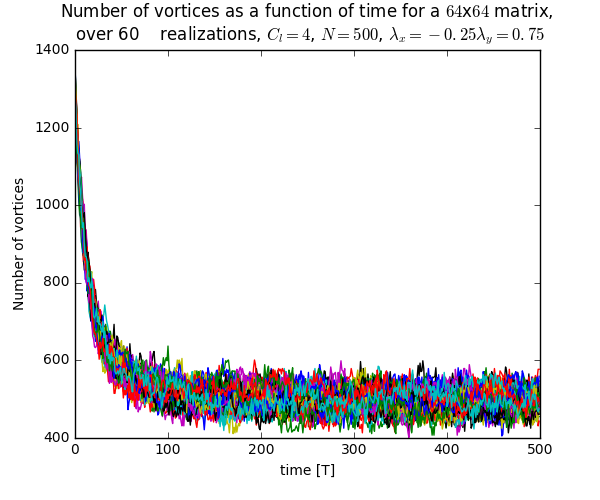 Number of vortices as a function of time for a 64x64 matrix,
over 60 realizations, C_l = 4, N = 500, λ_x = −0.25λ_y = 0.75
1400
1200
1000
800
600
400
Number of vortices
0 100 200 300 400 500
time [T]